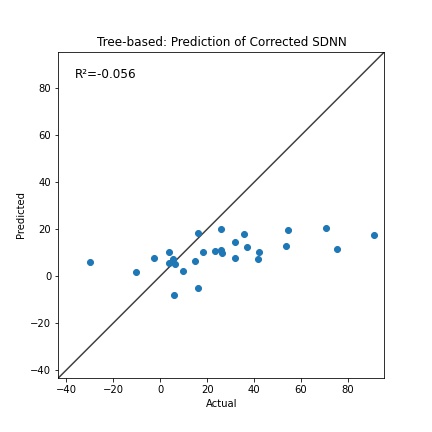 Tree-based: Prediction of Corrected SDNN
R²=-0.056
80
60
40
20
0
−20
−40
Predicted
−40 −20 0 20 40 60 80
Actual